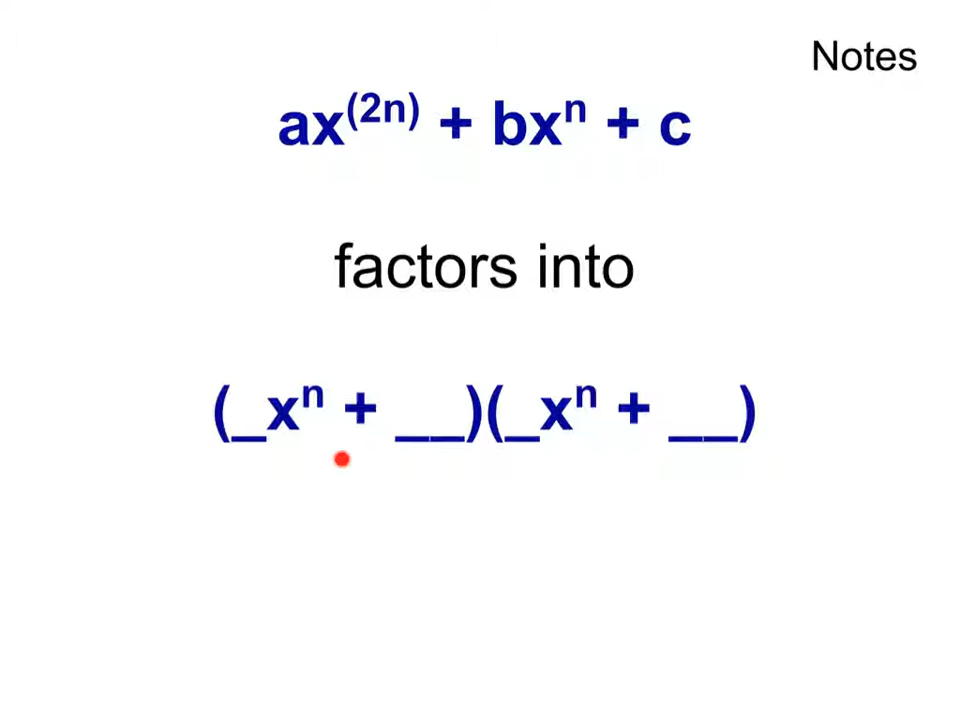 Notes
ax⁽²ⁿ⁾ + bxⁿ + c
factors into
(_xⁿ + __)(_xⁿ + __)